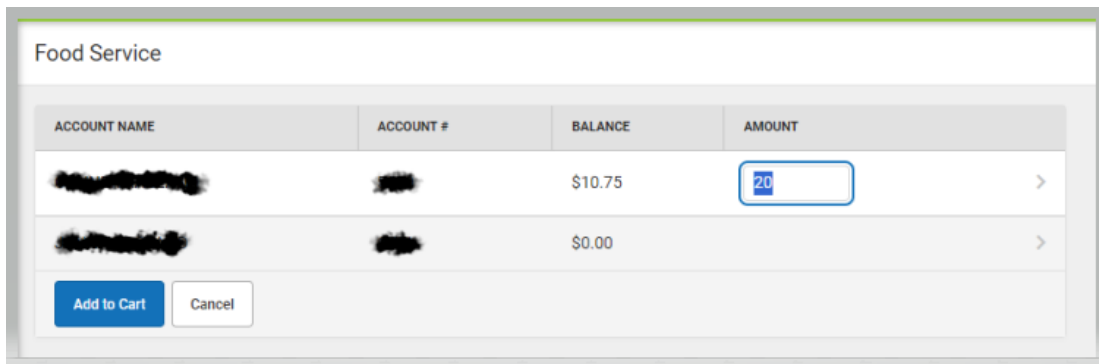 Food Service
ACCOUNT NAME ACCOUNT # BALANCE AMOUNT
$10.75 20
$0.00
Add to Cart Cancel